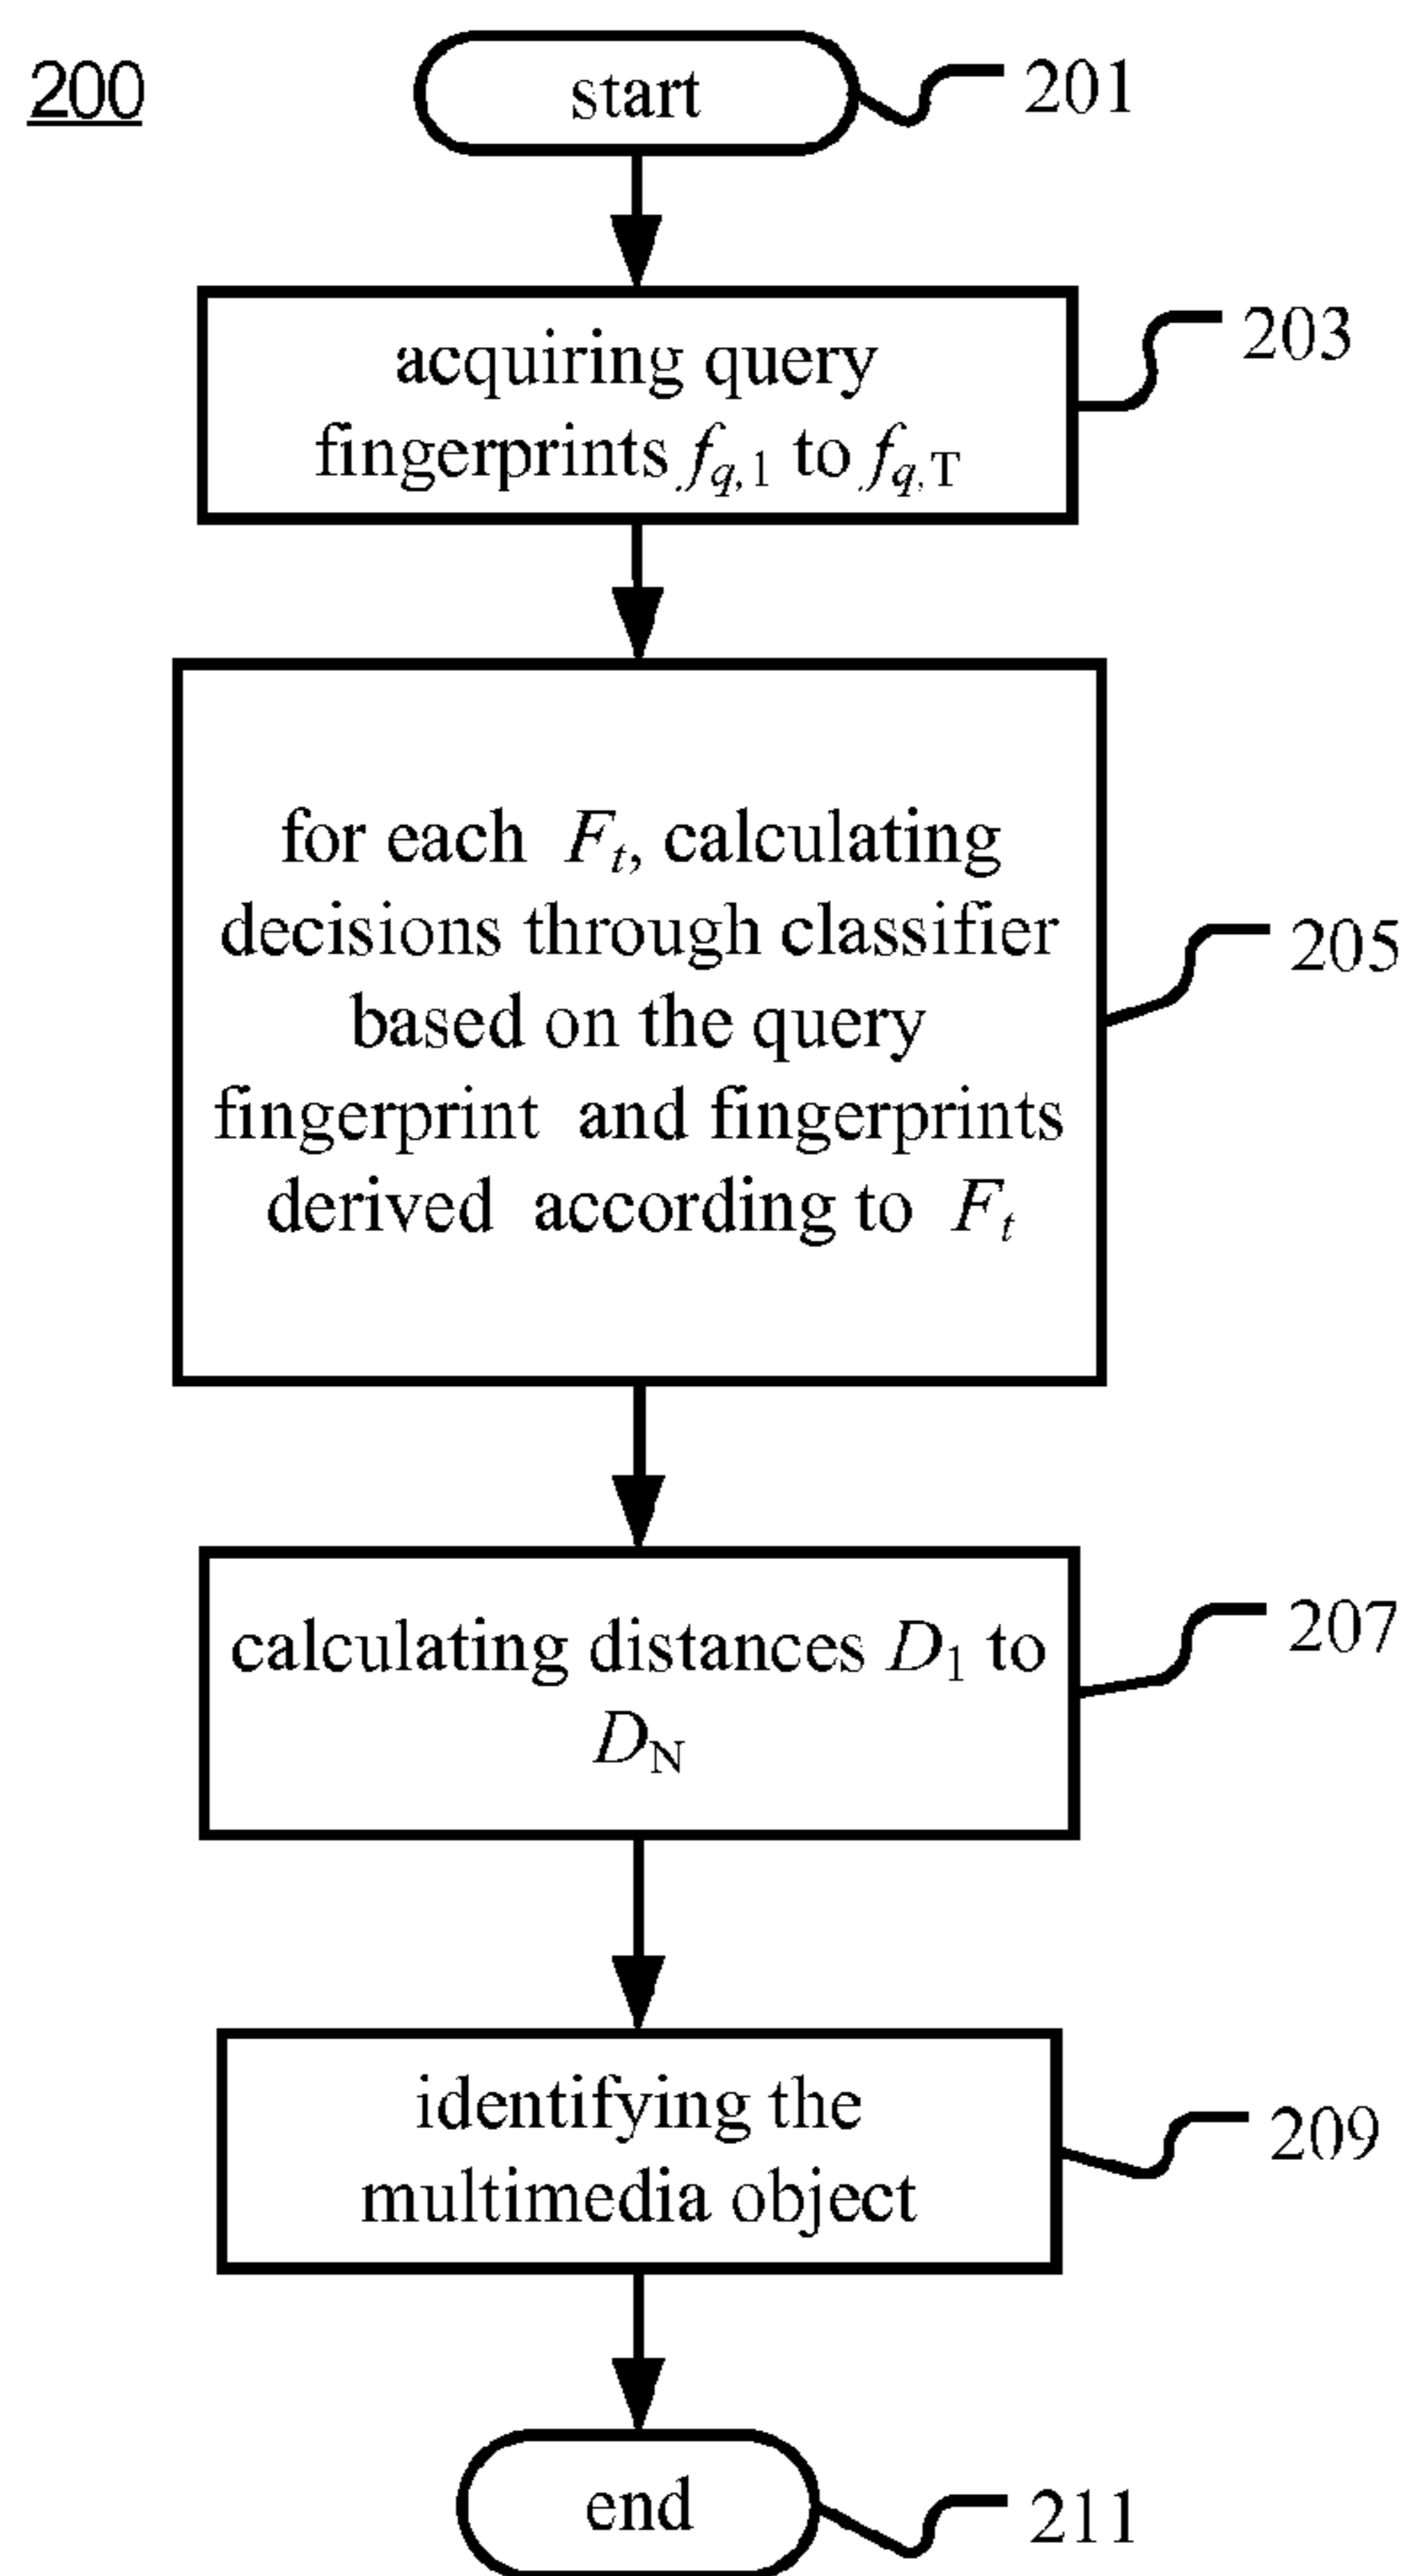 200
start
201
acquiring query
fingerprints f_{q,1} to f_{q,T}
203
for each F_t, calculating
decisions through classifier
based on the query
fingerprint and fingerprints
derived according to F_t
205
calculating distances D_1 to
D_N
207
identifying the
multimedia object
209
end
211